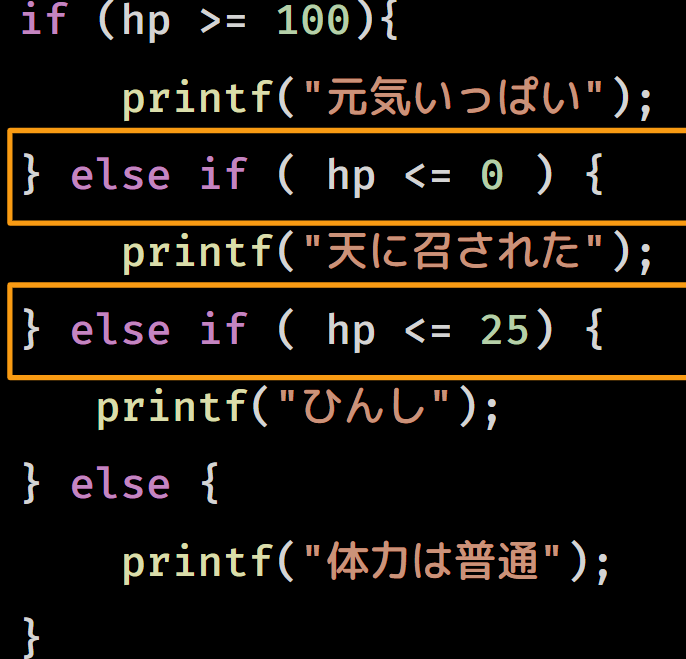 if (hp >= 100){
    printf("元気いっぱい");
} else if ( hp <= 0 ) {
    printf("天に召された");
} else if ( hp <= 25) {
   printf("ひんし");
} else {
    printf("体力は普通");
}